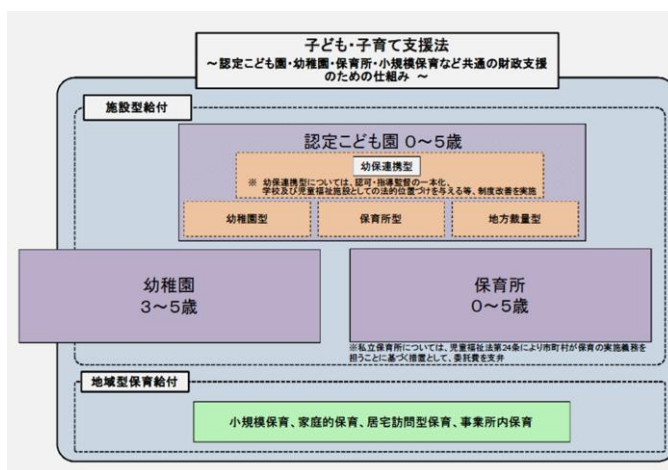 子ども・子育て支援法
~認定こども園・幼稚園・保育所・小規模保育など共通の財政支援
のための仕組み ~
施設型給付
認定こども園 0~5歳
幼保連携型
※ 幼保連携型については、認可・指導監督の一本化、
学校及び児童福祉施設としての法的位置づけを与える等、制度改善を実施
幼稚園型
保育所型
地方裁量型
幼稚園
3~5歳
保育所
0~5歳
※私立保育所については、児童福祉法第24条により市町村が保育の実施義務を
担うことに基づく措置として、委託費を支弁
地域型保育給付
小規模保育、家庭的保育、居宅訪問型保育、事業所内保育